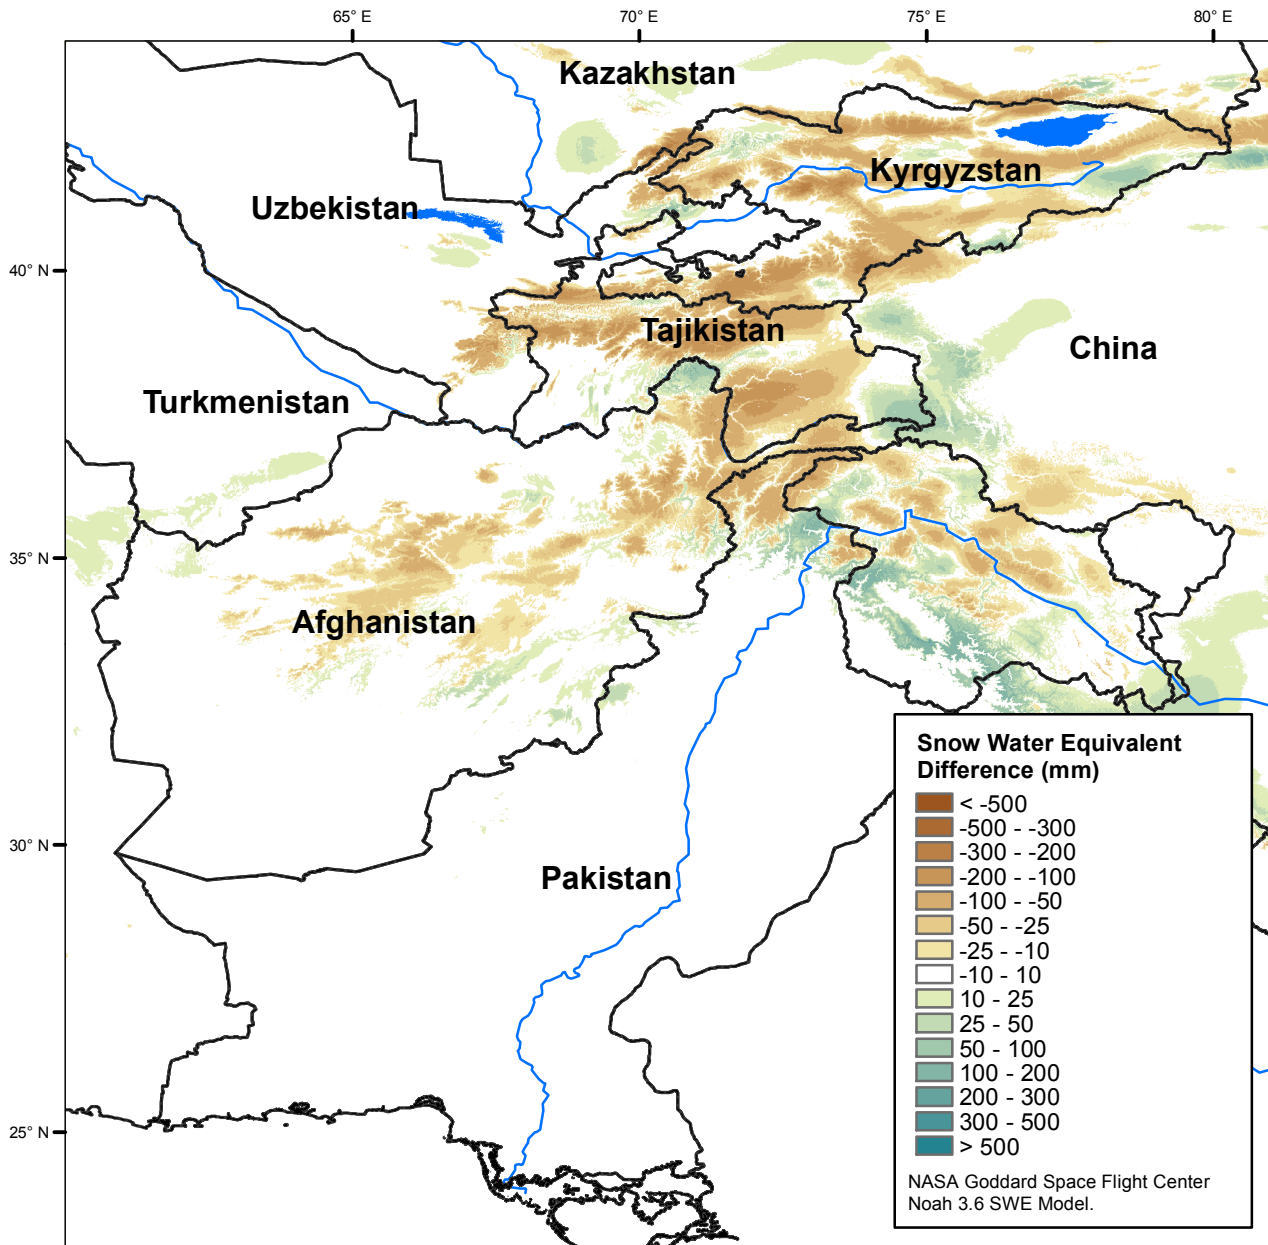 65° E
70° E
75° E
80° E
Kazakhstan
Kyrgyzstan
Uzbekistan
40° N
Tajikistan
China
Turkmenistan
35° N
Afghanistan
30° N
Pakistan
25° N
Snow Water Equivalent
Difference (mm)
< -500
-500 - -300
-300 - -200
-200 - -100
-100 - -50
-50 - -25
-25 - -10
-10 - 10
10 - 25
25 - 50
50 - 100
100 - 200
200 - 300
300 - 500
> 500
NASA Goddard Space Flight Center
Noah 3.6 SWE Model.